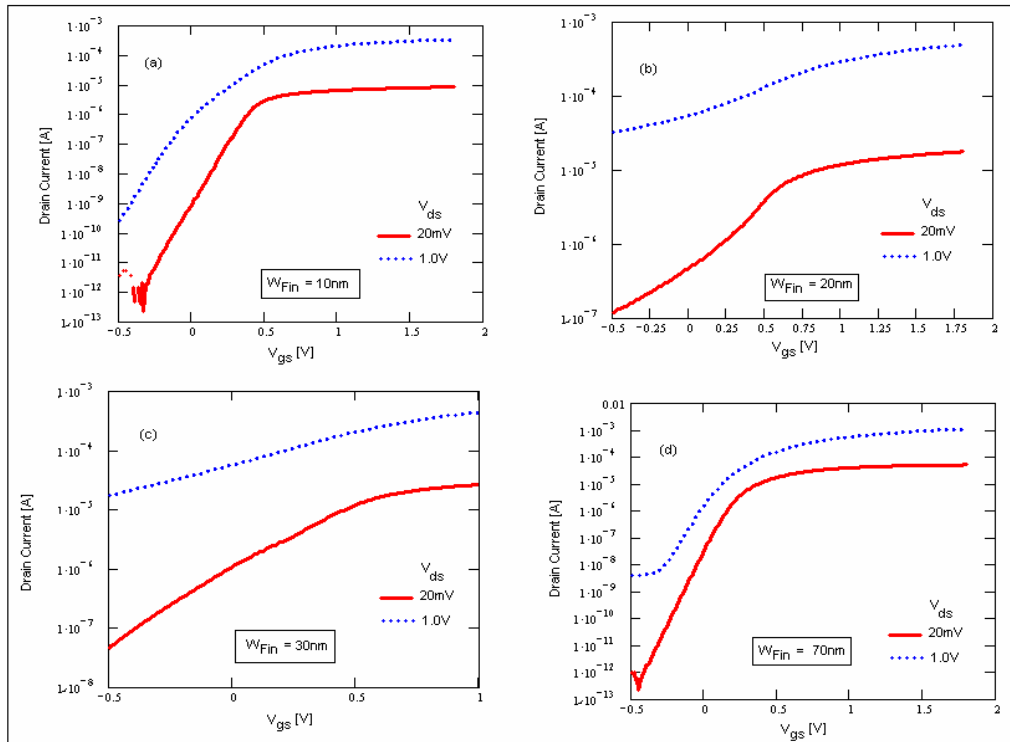 (a)
Drain Current [A]
1·10⁻³
1·10⁻⁴
1·10⁻⁵
1·10⁻⁶
1·10⁻⁷
1·10⁻⁸
1·10⁻⁹
1·10⁻¹⁰
1·10⁻¹¹
1·10⁻¹²
1·10⁻¹³
V_ds
20mV
1.0V
W_Fin = 10nm
−0.5 0 0.5 1 1.5 2
V_gs [V]
(b)
Drain Current [A]
1·10⁻³
1·10⁻⁴
1·10⁻⁵
1·10⁻⁶
1·10⁻⁷
V_ds
20mV
1.0V
W_Fin = 20nm
−0.5 −0.25 0 0.25 0.5 0.75 1 1.25 1.5 1.75 2
V_gs [V]
(c)
Drain Current [A]
1·10⁻³
1·10⁻⁴
1·10⁻⁵
1·10⁻⁶
1·10⁻⁷
1·10⁻⁸
V_ds
20mV
1.0V
W_Fin = 30nm
−0.5 0 0.5 1
V_gs [V]
(d)
Drain Current [A]
0.01
1·10⁻³
1·10⁻⁴
1·10⁻⁵
1·10⁻⁶
1·10⁻⁷
1·10⁻⁸
1·10⁻⁹
1·10⁻¹⁰
1·10⁻¹¹
1·10⁻¹²
1·10⁻¹³
V_ds
20mV
1.0V
W_Fin = 70nm
−0.5 0 0.5 1 1.5 2
V_gs [V]